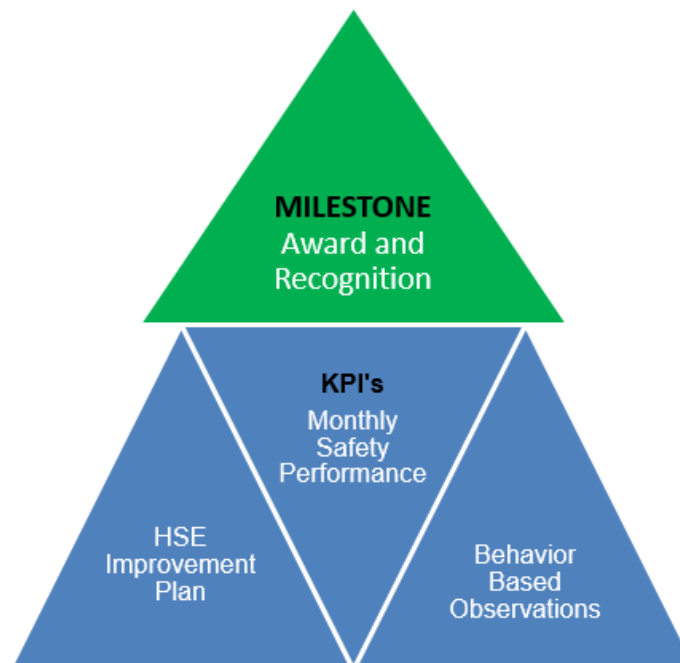 MILESTONE
Award and
Recognition
KPI's
Monthly
Safety
Performance
HSE
Improvement
Plan
Behavior
Based
Observations